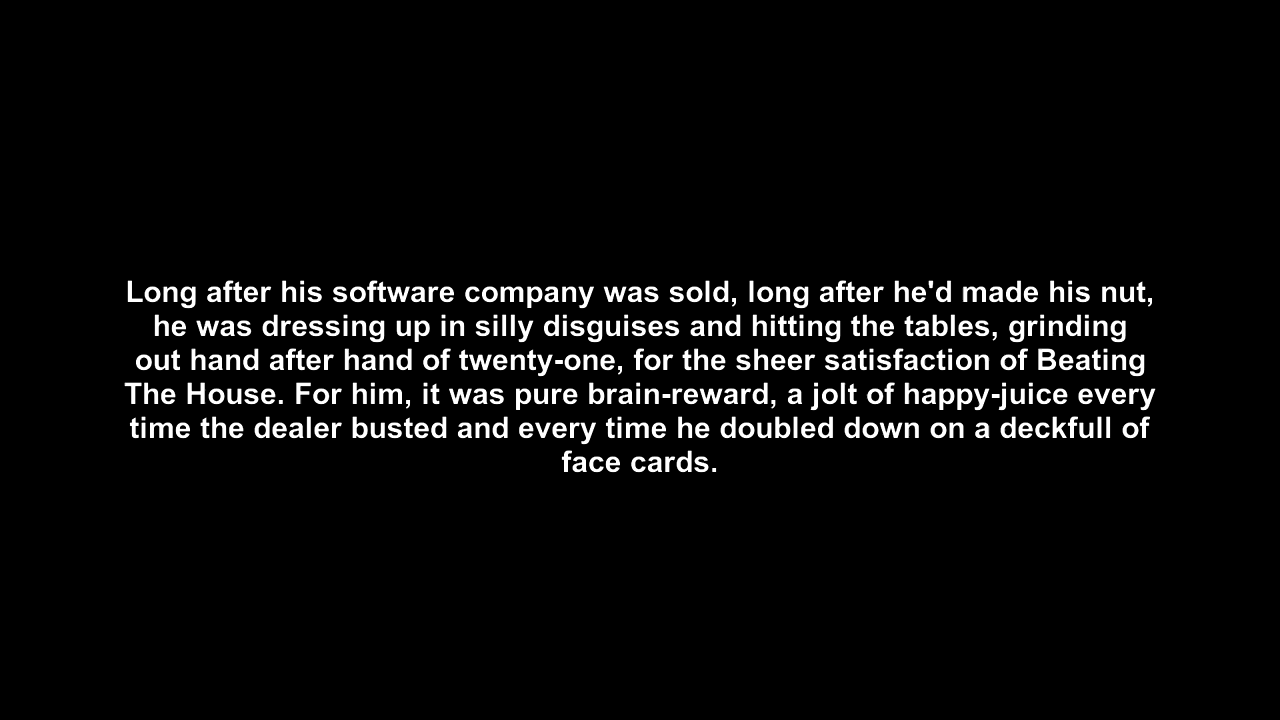 Long after his software company was sold, long after he'd made his nut,
he was dressing up in silly disguises and hitting the tables, grinding
out hand after hand of twenty-one, for the sheer satisfaction of Beating
The House. For him, it was pure brain-reward, a jolt of happy-juice every
time the dealer busted and every time he doubled down on a deckfull of
face cards.